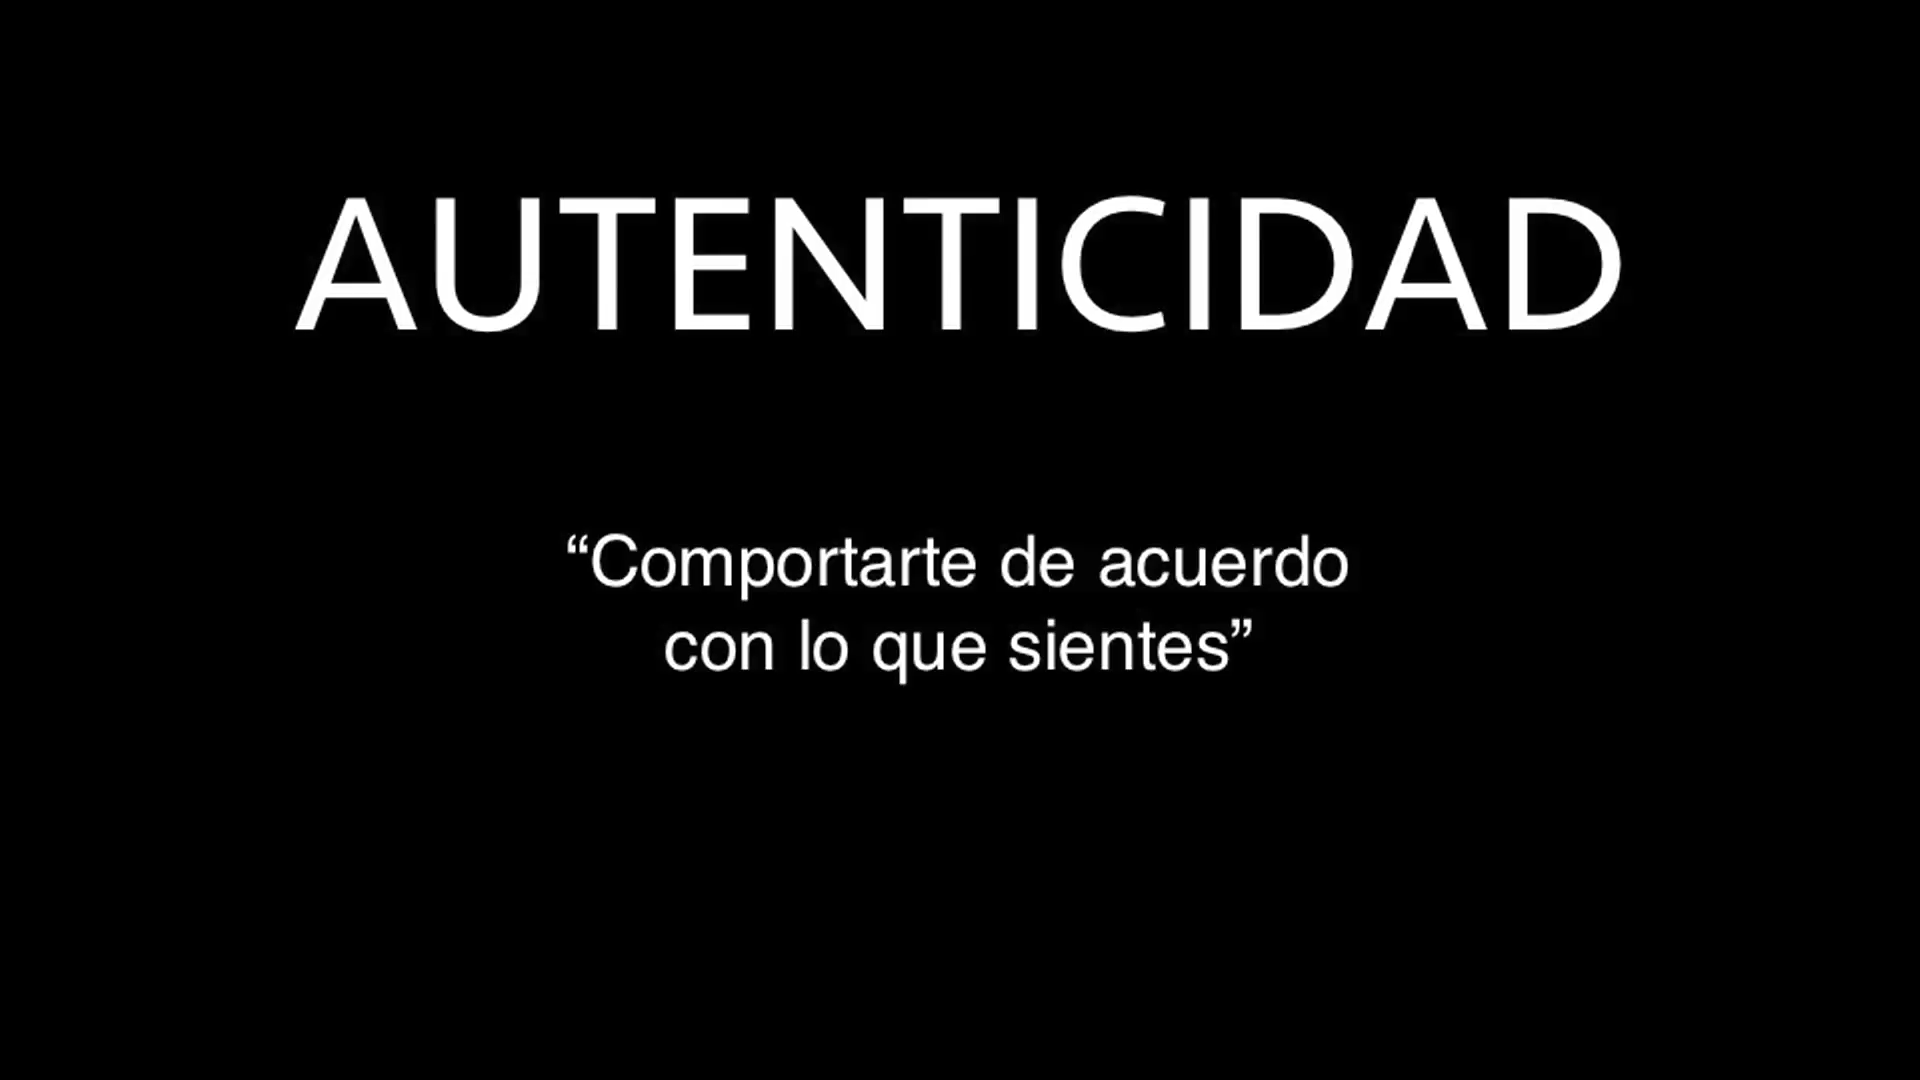 AUTENTICIDAD
“Comportarte de acuerdo
con lo que sientes”